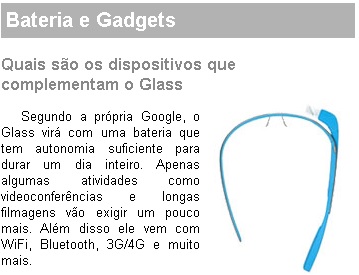 Bateria e Gadgets
Quais são os dispositivos que
complementam o Glass
Segundo a própria Google, o
Glass virá com uma bateria que
tem autonomia suficiente para
durar um dia inteiro. Apenas
algumas atividades como
videoconferências e longas
filmagens vão exigir um pouco
mais. Além disso ele vem com
WiFi, Bluetooth, 3G/4G e muito
mais.